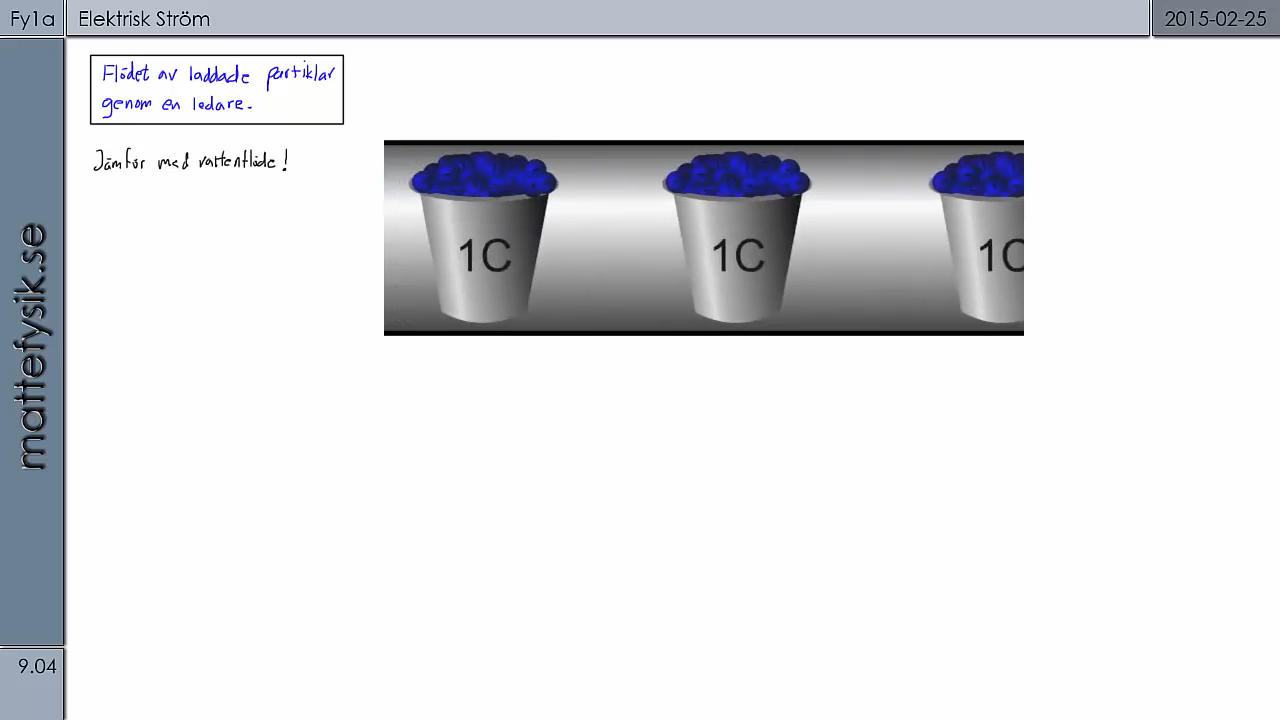 Fy1a
Elektrisk Ström
2015-02-25
Flödet av laddade partiklar
genom en ledare.
Jämför med vattenflöde!
1C
1C
1C
mattefysik.se
9.04